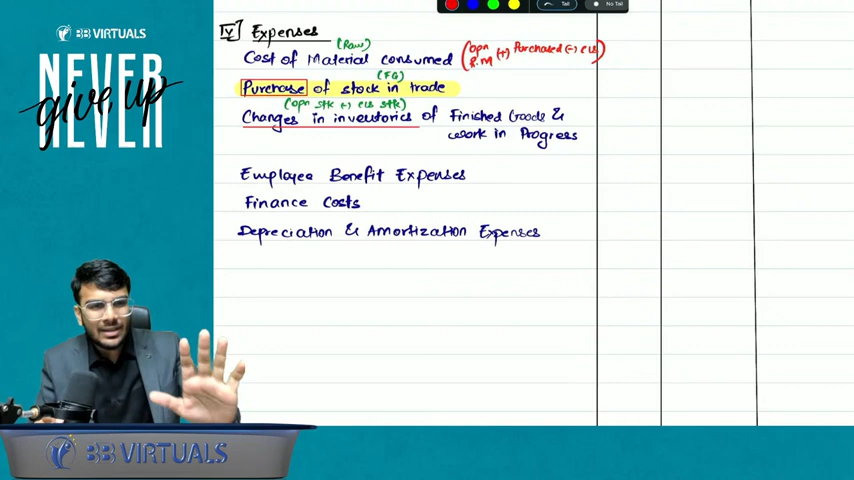 Tail
No Tail
BB VIRTUALS
NEVER
give up
NEVER
IV] Expenses
(Raw)
Cost of Material consumed (opn R.M (+) Purchased (-) cls)
(FG)
Purchase of stock in trade
(opn stk (-) cls stk)
Changes in inventories of Finished Goods &
work in Progress
Employee Benefit Expenses
Finance Costs
Depreciation & Amortization Expenses
BB VIRTUALS